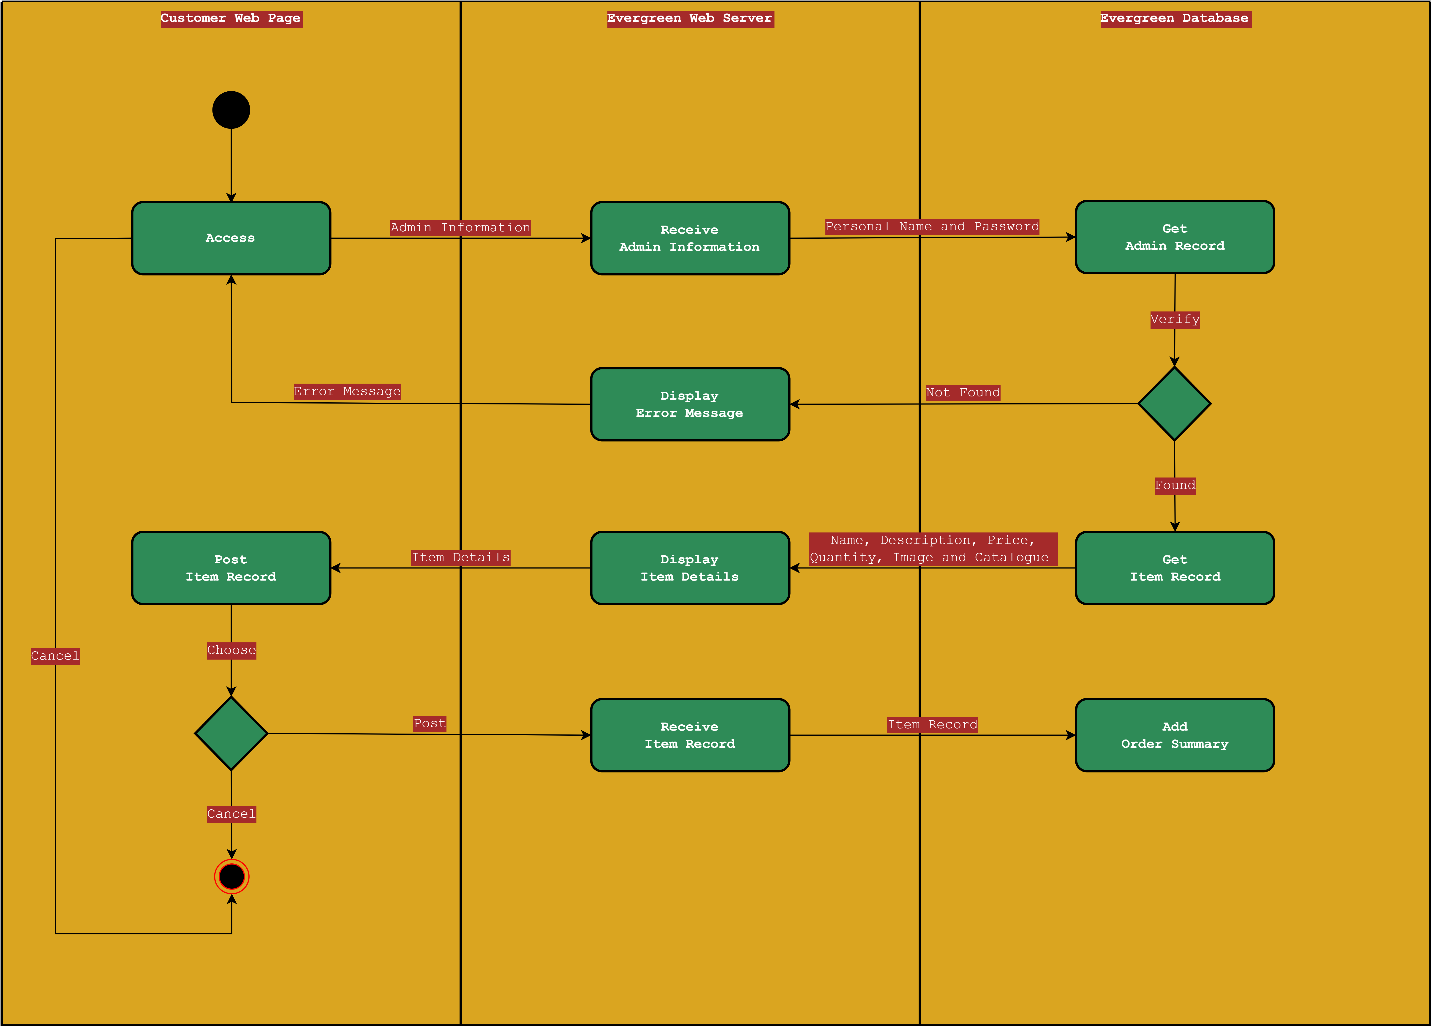 Customer Web Page
Evergreen Web Server
Evergreen Database
Access
Admin Information
Receive
Admin Information
Personal Name and Password
Get
Admin Record
Verify
Error Message
Display
Error Message
Not Found
Found
Post
Item Record
Item Details
Display
Item Details
Name, Description, Price,
Quantity, Image and Catalogue
Get
Item Record
Cancel
Choose
Post
Receive
Item Record
Item Record
Add
Order Summary
Cancel